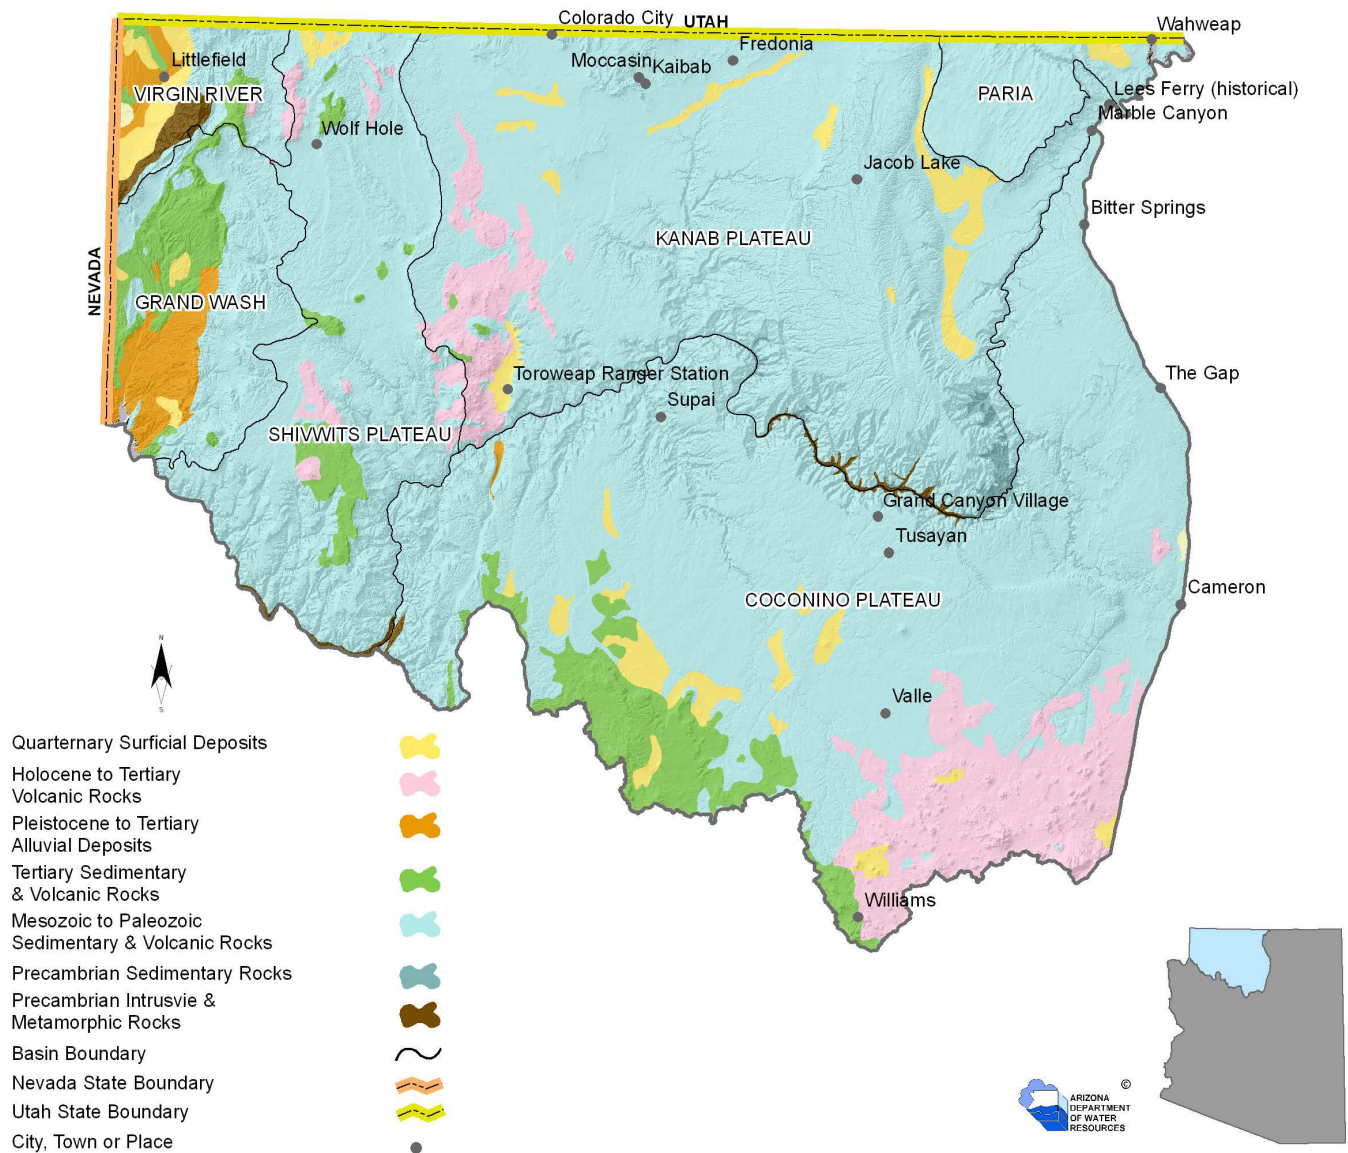 Colorado City
UTAH
Wahweap
Fredonia
Littlefield
Moccasin
Kaibab
VIRGIN RIVER
PARIA
Lees Ferry (historical)
Marble Canyon
Wolf Hole
Jacob Lake
Bitter Springs
KANAB PLATEAU
NEVADA
GRAND WASH
Toroweap Ranger Station
The Gap
Supai
SHIVWITS PLATEAU
Grand Canyon Village
Tusayan
Cameron
COCONINO PLATEAU
N
S
Valle
Williams
Quarternary Surficial Deposits
Holocene to Tertiary
Volcanic Rocks
Pleistocene to Tertiary
Alluvial Deposits
Tertiary Sedimentary
& Volcanic Rocks
Mesozoic to Paleozoic
Sedimentary & Volcanic Rocks
Precambrian Sedimentary Rocks
Precambrian Intrusvie &
Metamorphic Rocks
Basin Boundary
Nevada State Boundary
Utah State Boundary
City, Town or Place
©
ARIZONA
DEPARTMENT
OF WATER
RESOURCES